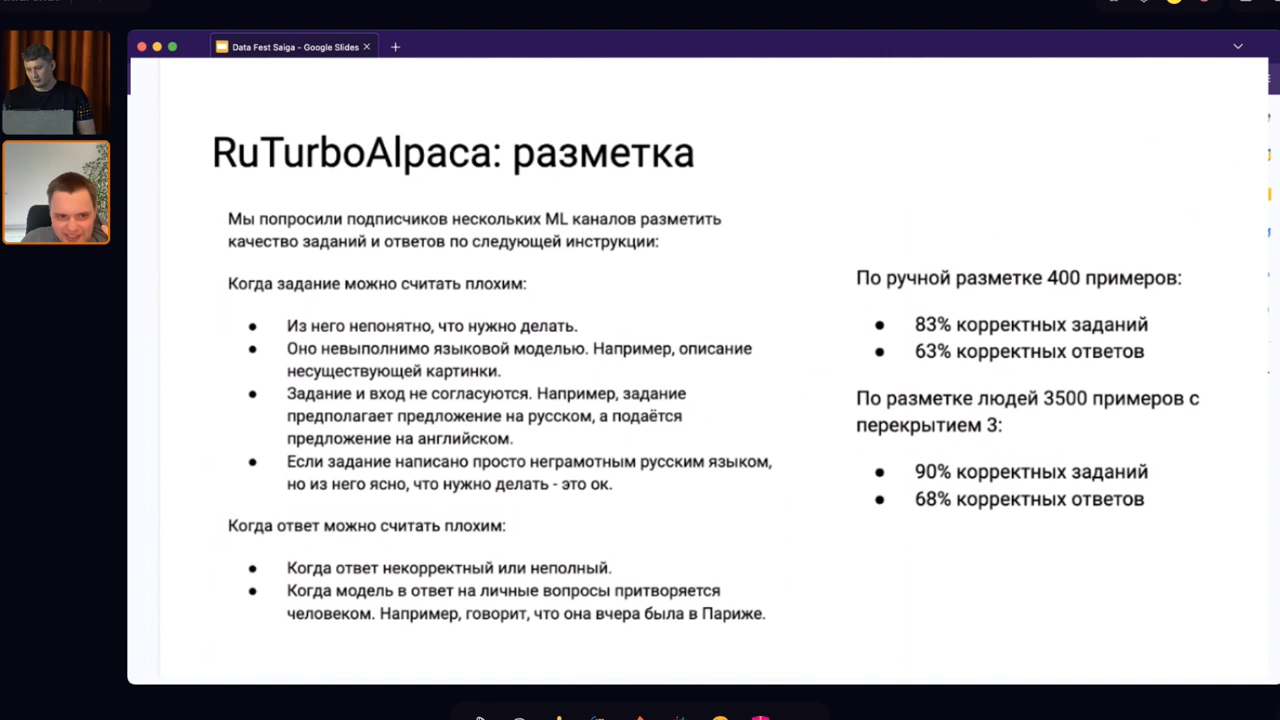 Data Fest Saiga - Google Slides
RuTurboAlpaca: разметка
Мы попросили подписчиков нескольких ML каналов разметить
качество заданий и ответов по следующей инструкции:
Когда задание можно считать плохим:
● Из него непонятно, что нужно делать.
● Оно невыполнимо языковой моделью. Например, описание
несуществующей картинки.
● Задание и вход не согласуются. Например, задание
предполагает предложение на русском, а подаётся
предложение на английском.
● Если задание написано просто неграмотным русским языком,
но из него ясно, что нужно делать - это ок.
Когда ответ можно считать плохим:
● Когда ответ некорректный или неполный.
● Когда модель в ответ на личные вопросы притворяется
человеком. Например, говорит, что она вчера была в Париже.
По ручной разметке 400 примеров:
● 83% корректных заданий
● 63% корректных ответов
По разметке людей 3500 примеров с
перекрытием 3:
● 90% корректных заданий
● 68% корректных ответов